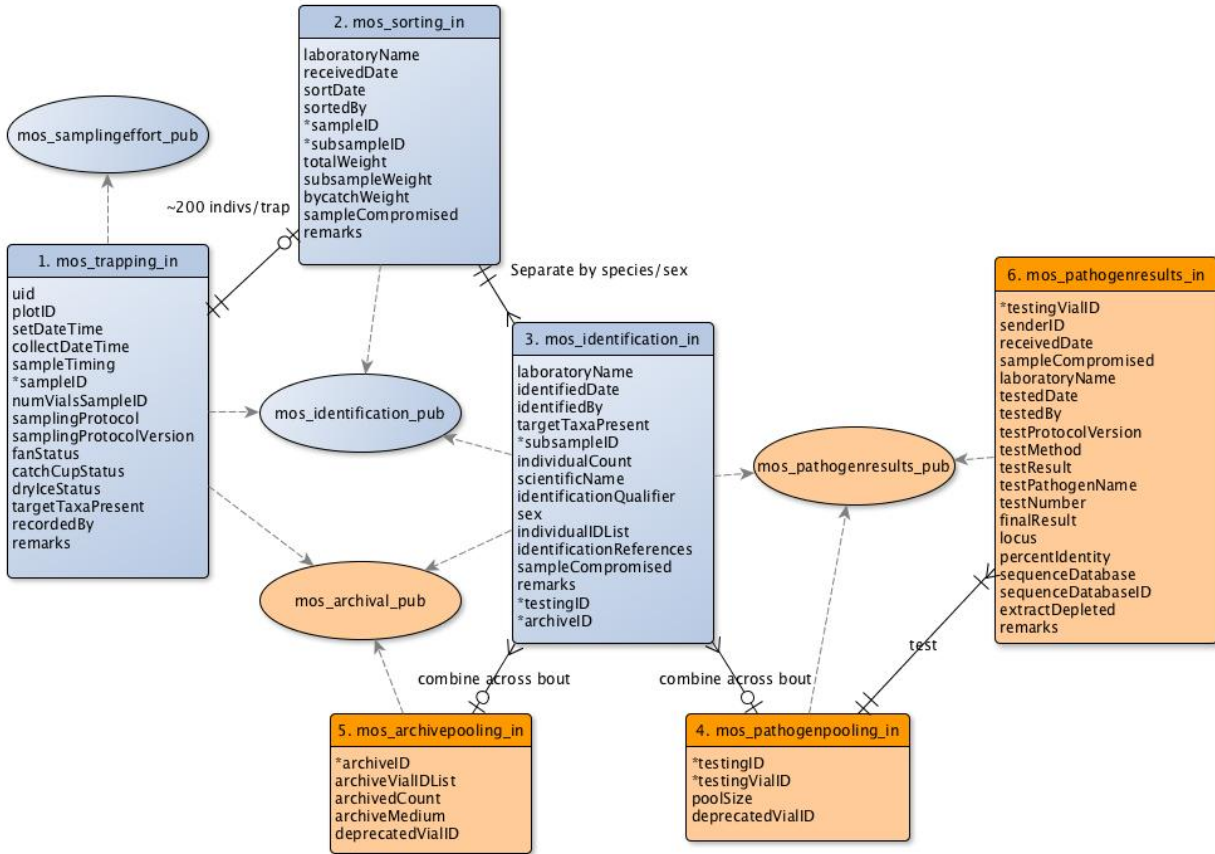 2. mos_sorting_in
laboratoryName
receivedDate
sortDate
sortedBy
*sampleID
*subsampleID
totalWeight
subsampleWeight
bycatchWeight
sampleCompromised
remarks
mos_samplingeffort_pub
~200 indivs/trap
1. mos_trapping_in
uid
plotID
setDateTime
collectDateTime
sampleTiming
*sampleID
numVialsSampleID
samplingProtocol
samplingProtocolVersion
fanStatus
catchCupStatus
dryIceStatus
targetTaxaPresent
recordedBy
remarks
Separate by species/sex
3. mos_identification_in
laboratoryName
identifiedDate
identifiedBy
targetTaxaPresent
*subsampleID
individualCount
scientificName
identificationQualifier
sex
individualIDList
identificationReferences
sampleCompromised
remarks
*testingID
*archiveID
mos_identification_pub
mos_archival_pub
mos_pathogenresults_pub
6. mos_pathogenresults_in
*testingVialID
senderID
receivedDate
sampleCompromised
laboratoryName
testedDate
testedBy
testProtocolVersion
testMethod
testResult
testPathogenName
testNumber
finalResult
locus
percentIdentity
sequenceDatabase
sequenceDatabaseID
extractDepleted
remarks
test
combine across bout
combine across bout
5. mos_archivepooling_in
*archiveID
archiveVialIDList
archivedCount
archiveMedium
deprecatedVialID
4. mos_pathogenpooling_in
*testingID
*testingVialID
poolSize
deprecatedVialID